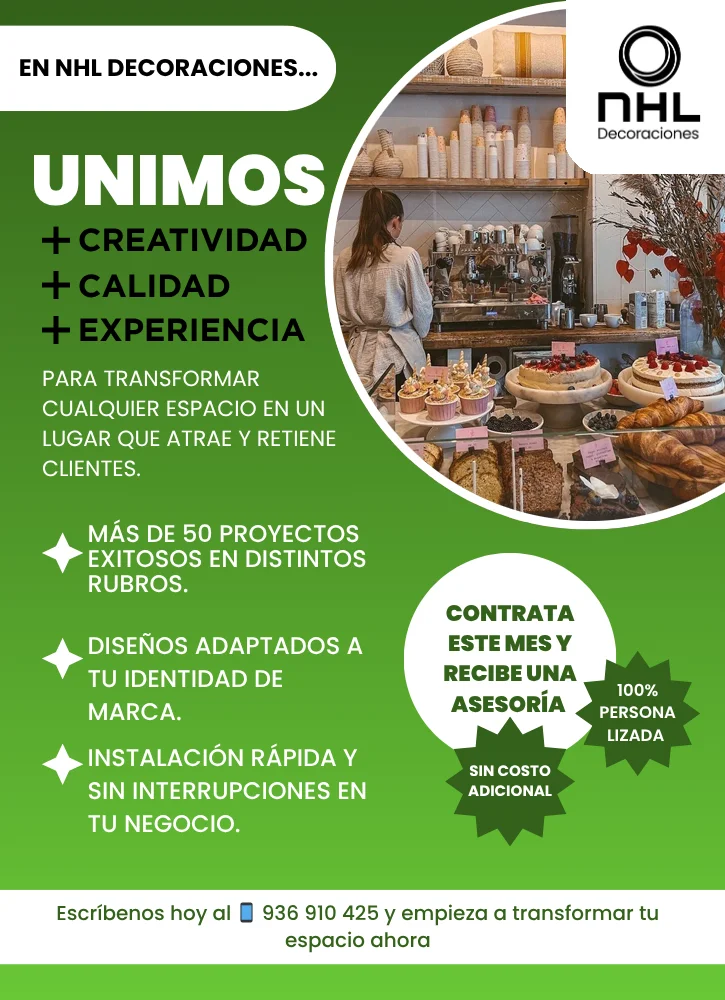 EN NHL DECORACIONES...
NHL
Decoraciones
UNIMOS
+ CREATIVIDAD
+ CALIDAD
+ EXPERIENCIA
PARA TRANSFORMAR
CUALQUIER ESPACIO EN UN
LUGAR QUE ATRAE Y RETIENE
CLIENTES.
MÁS DE 50 PROYECTOS
EXITOSOS EN DISTINTOS
RUBROS.
DISEÑOS ADAPTADOS A
TU IDENTIDAD DE
MARCA.
INSTALACIÓN RÁPIDA Y
SIN INTERRUPCIONES EN
TU NEGOCIO.
CONTRATA
ESTE MES Y
RECIBE UNA
ASESORÍA
100%
PERSONA
LIZADA
SIN COSTO
ADICIONAL
Escríbenos hoy al 📱 936 910 425 y empieza a transformar tu
espacio ahora